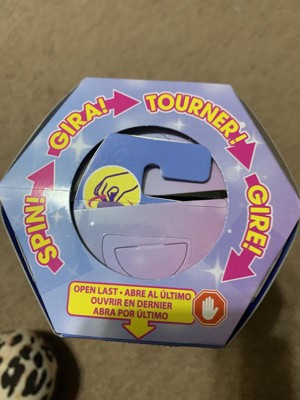 SPIN!
GIRA!
TOURNER!
GIRE!
OPEN LAST • ABRE AL ÚLTIMO
OUVRIR EN DERNIER
ABRA POR ÚLTIMO